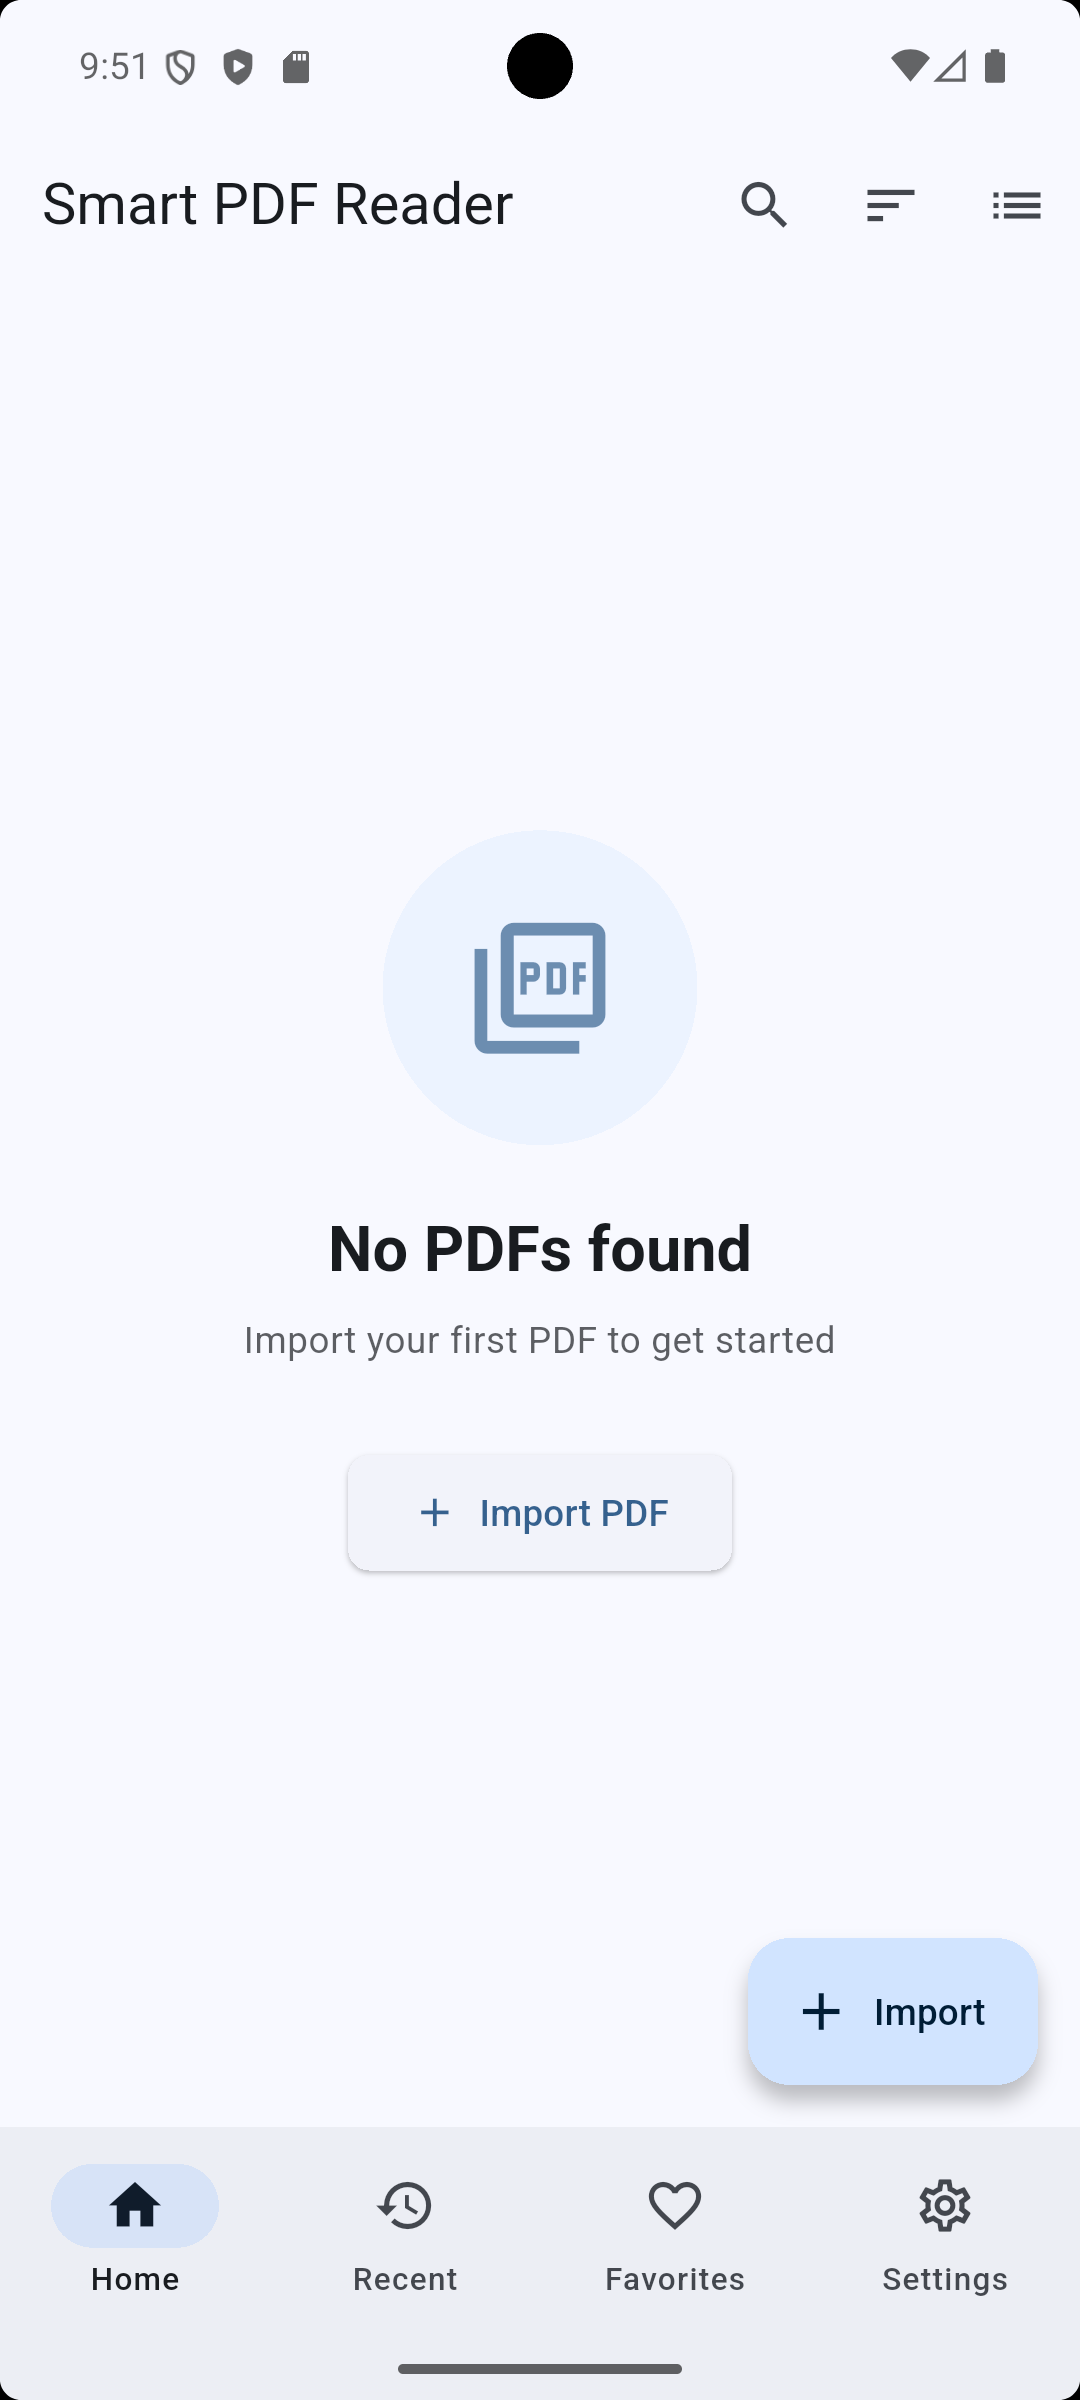 9:51
Smart PDF Reader
PDF
No PDFs found
Import your first PDF to get started
Import PDF
Import
Home
Recent
Favorites
Settings